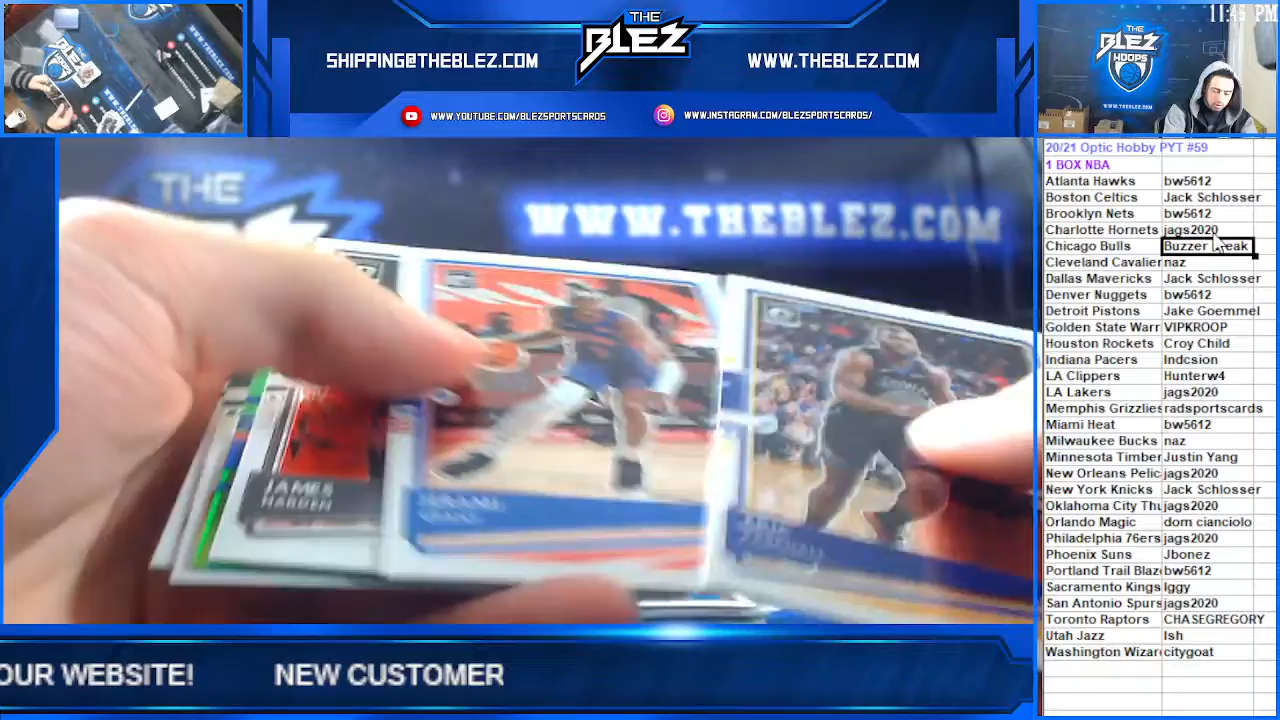 THE
BLEZ
SHIPPING@THEBLEZ.COM
WWW.THEBLEZ.COM
WWW.YOUTUBE.COM/BLEZSPORTSCARDS
WWW.INSTAGRAM.COM/BLEZSPORTSCARDS/
11:45 PM
THE
BLEZ
HOOPS
WWW.THEBLEZ.COM
THE
WWW.THEBLEZ.COM
JAMES
HARDEN
20/21 Optic Hobby PYT #59
1 BOX NBA
Atlanta Hawks bw5612
Boston Celtics Jack Schlosser
Brooklyn Nets bw5612
Charlotte Hornets jags2020
Chicago Bulls Buzzer
Cleveland Cavalier naz
Dallas Mavericks Jack Schlosser
Denver Nuggets bw5612
Detroit Pistons Jake Goemmel
Golden State Warr VIPKROOP
Houston Rockets Croy Child
Indiana Pacers Indcsion
LA Clippers Hunterw4
LA Lakers jags2020
Memphis Grizzlies radsportscards
Miami Heat bw5612
Milwaukee Bucks naz
Minnesota Timber Justin Yang
New Orleans Pelic jags2020
New York Knicks Jack Schlosser
Oklahoma City Thu jags2020
Orlando Magic dom cianciolo
Philadelphia 76ers jags2020
Phoenix Suns Jbonez
Portland Trail Blaz bw5612
Sacramento Kings Iggy
San Antonio Spurs jags2020
Toronto Raptors CHASEGREGORY
Utah Jazz Ish
Washington Wizar citygoat
OUR WEBSITE! NEW CUSTOMER